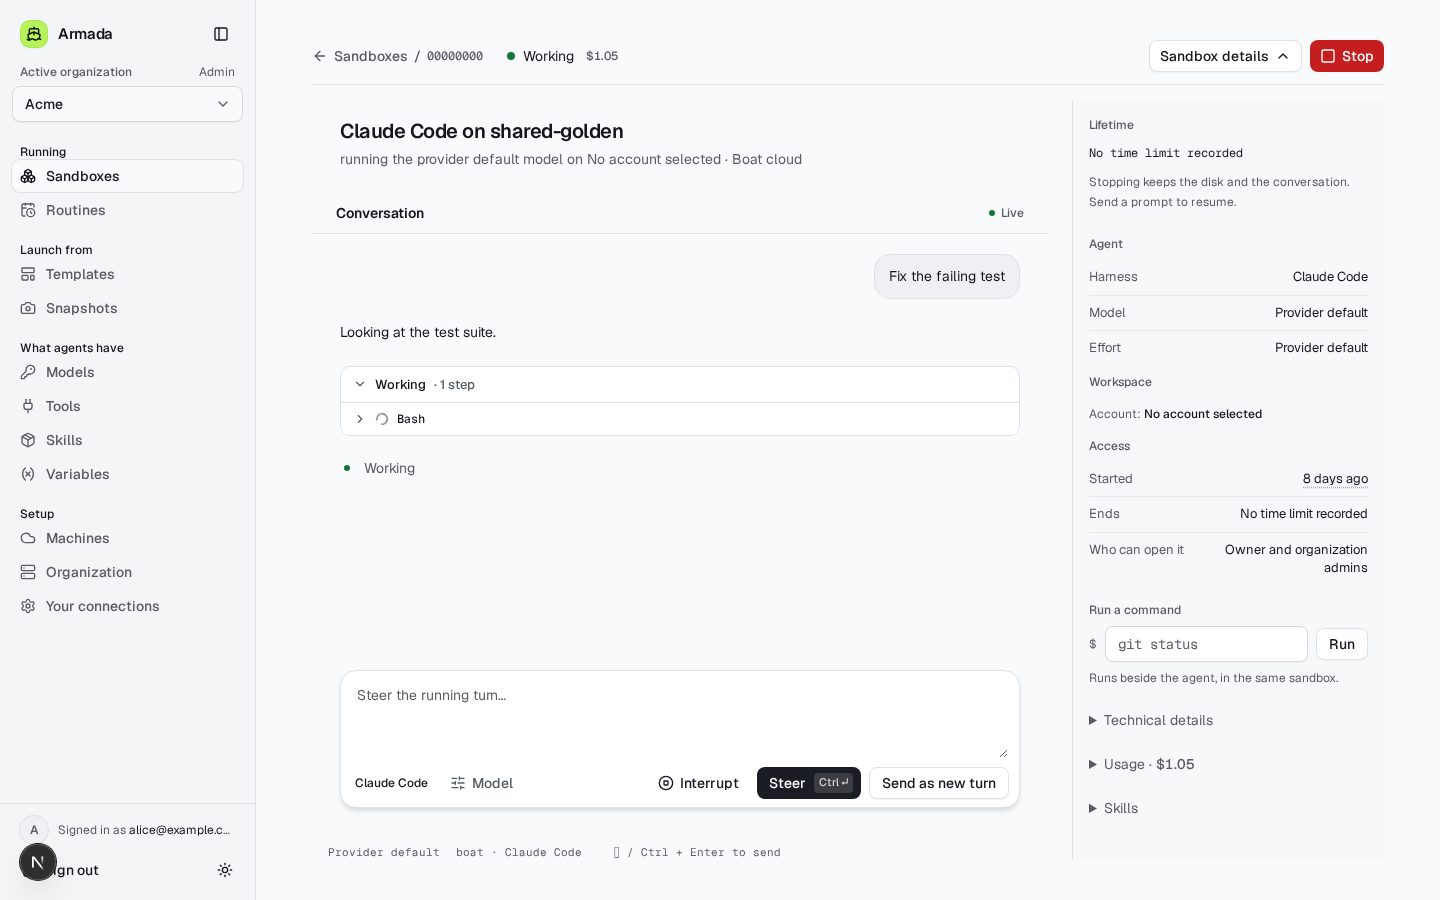 Armada
Active organization Admin
Acme
Running
Sandboxes
Routines
Launch from
Templates
Snapshots
What agents have
Models
Tools
Skills
Variables
Setup
Machines
Organization
Your connections
A Signed in as alice@example.c...
N gn out
Sandboxes / 00000000 Working $1.05
Sandbox details Stop
Claude Code on shared-golden
running the provider default model on No account selected · Boat cloud
Conversation Live
Fix the failing test
Looking at the test suite.
Working · 1 step
Bash
Working
Steer the running turn...
Claude Code Model Interrupt Steer Ctrl↵ Send as new turn
Provider default boat · Claude Code / Ctrl + Enter to send
Lifetime
No time limit recorded
Stopping keeps the disk and the conversation.
Send a prompt to resume.
Agent
Harness Claude Code
Model Provider default
Effort Provider default
Workspace
Account: No account selected
Access
Started 8 days ago
Ends No time limit recorded
Who can open it Owner and organization
admins
Run a command
$ git status Run
Runs beside the agent, in the same sandbox.
Technical details
Usage · $1.05
Skills